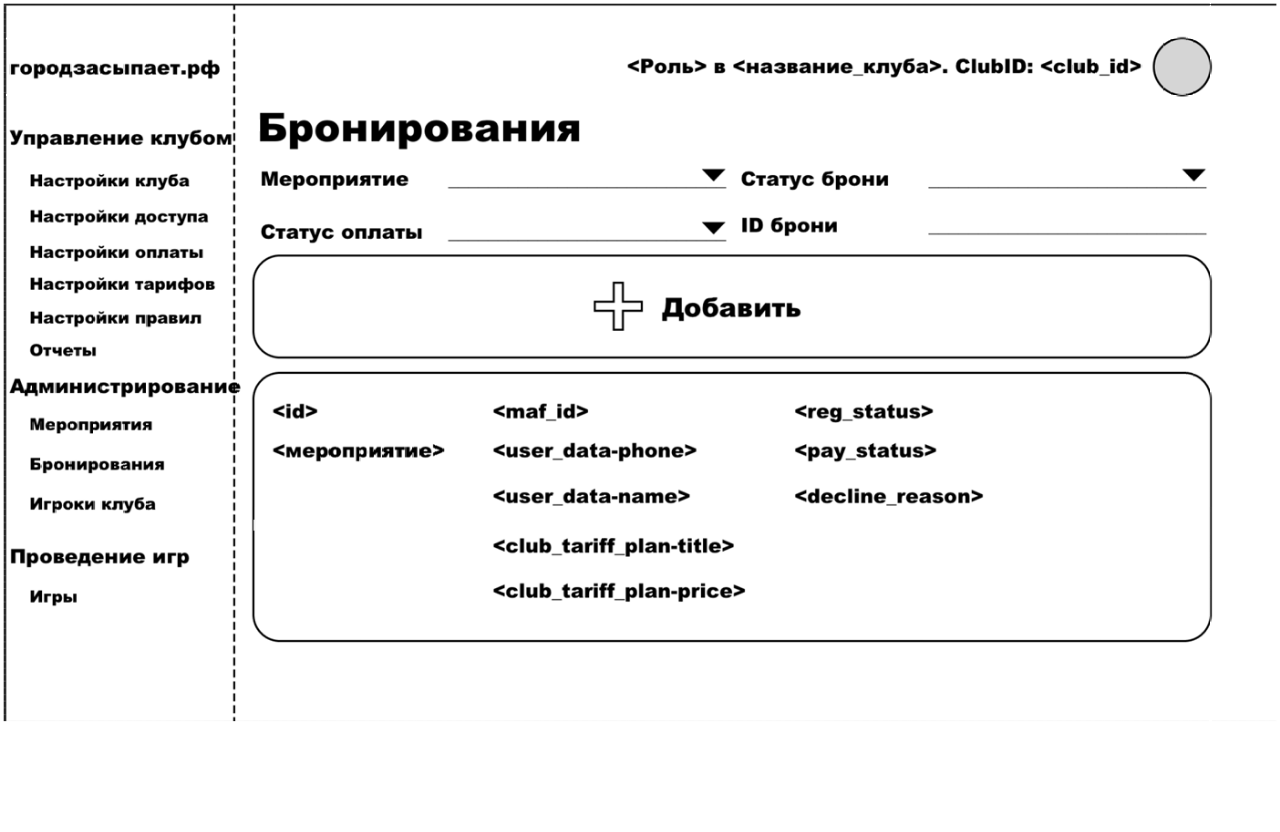 городзасыпает.рф
<Роль> в <название_клуба>. ClubID: <club_id>
Управление клубом
Настройки клуба
Настройки доступа
Настройки оплаты
Настройки тарифов
Настройки правил
Отчеты
Администрирование
Мероприятия
Бронирования
Игроки клуба
Проведение игр
Игры
Бронирования
Мероприятие
Статус брони
Статус оплаты
ID брони
Добавить
<id>
<maf_id>
<reg_status>
<мероприятие>
<user_data-phone>
<pay_status>
<user_data-name>
<decline_reason>
<club_tariff_plan-title>
<club_tariff_plan-price>